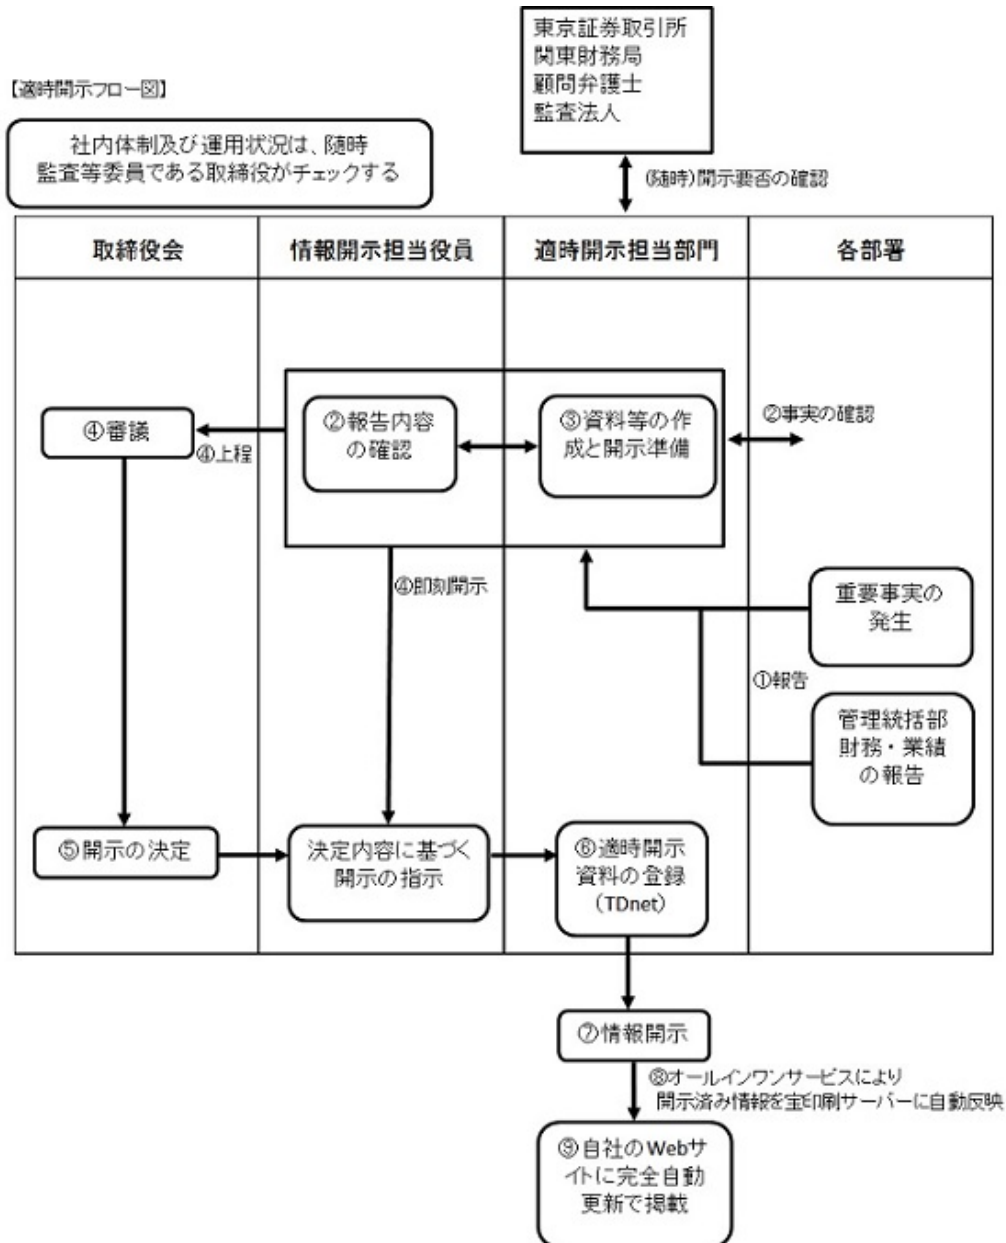 東京証券取引所
関東財務局
顧問弁護士
監査法人
【適時開示フロー図】
社内体制及び運用状況は、随時
監査等委員である取締役がチェックする
(随時)開示要否の確認
取締役会
情報開示担当役員
適時開示担当部門
各部署
④審議
④上程
②報告内容
の確認
③資料等の作
成と開示準備
②事実の確認
④即刻開示
重要事実の
発生
①報告
管理統括部
財務・業績
の報告
⑤開示の決定
決定内容に基づく
開示の指示
⑥適時開示
資料の登録
（TDnet）
⑦情報開示
⑧オールインワンサービスにより
開示済み情報を宝印刷サーバーに自動反映
⑨自社のWebサ
イトに完全自動
更新で掲載